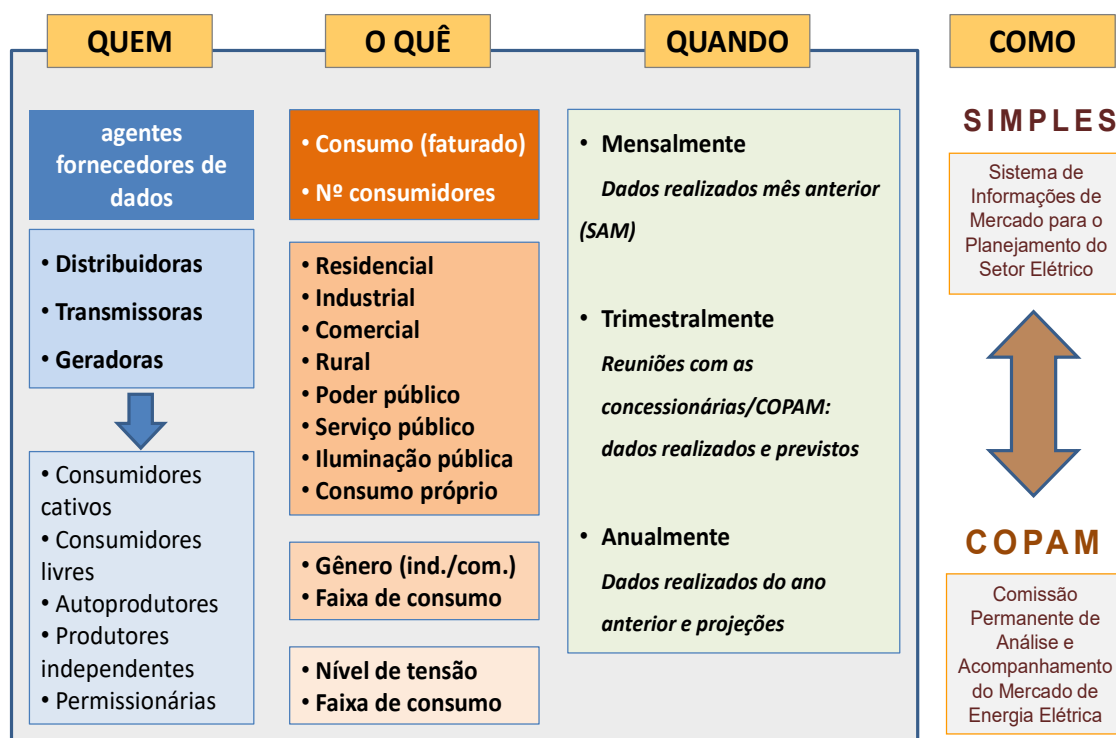 QUEM
agentes
fornecedores de
dados
• Distribuidoras
• Transmissoras
• Geradoras
• Consumidores
cativos
• Consumidores
livres
• Autoprodutores
• Produtores
independentes
• Permissionárias
O QUÊ
• Consumo (faturado)
• Nº consumidores
• Residencial
• Industrial
• Comercial
• Rural
• Poder público
• Serviço público
• Iluminação pública
• Consumo próprio
• Gênero (ind./com.)
• Faixa de consumo
• Nível de tensão
• Faixa de consumo
QUANDO
• Mensalmente
Dados realizados mês anterior
(SAM)
• Trimestralmente
Reuniões com as
concessionárias/COPAM:
dados realizados e previstos
• Anualmente
Dados realizados do ano
anterior e projeções
COMO
SIMPLES
Sistema de
Informações de
Mercado para o
Planejamento do
Setor Elétrico
COPAM
Comissão
Permanente de
Análise e
Acompanhamento
do Mercado de
Energia Elétrica